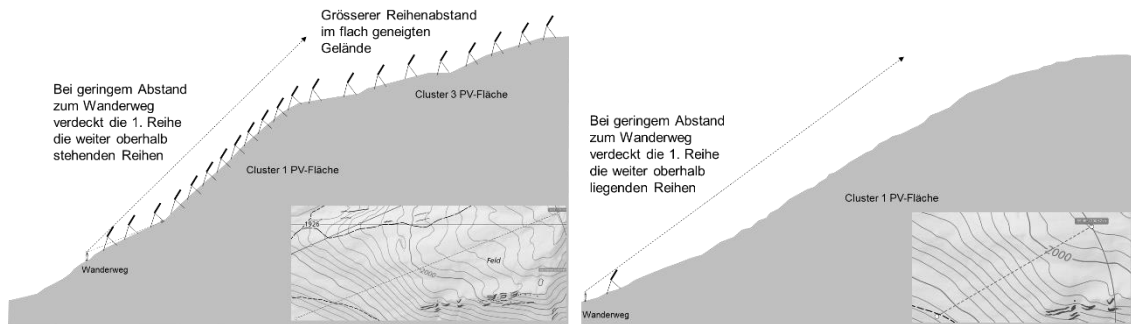 Grösserer Reihenabstand
im flach geneigten
Gelände
Bei geringem Abstand
zum Wanderweg
verdeckt die 1. Reihe
die weiter oberhalb
stehenden Reihen
Cluster 3 PV-Fläche
Cluster 1 PV-Fläche
Wanderweg
1926
2000
Feld
Bei geringem Abstand
zum Wanderweg
verdeckt die 1. Reihe
die weiter oberhalb
liegenden Reihen
Cluster 1 PV-Fläche
Wanderweg
2000